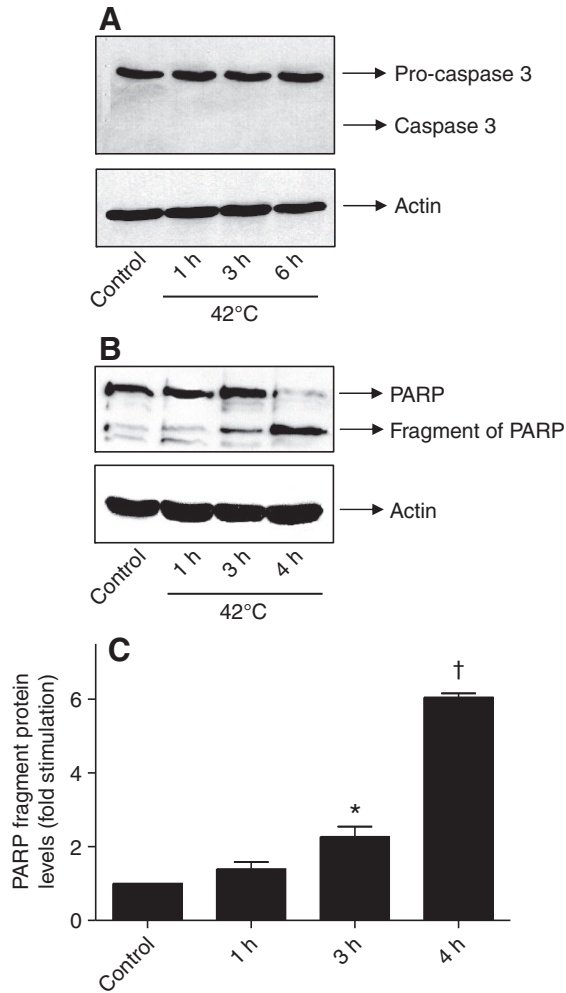 A
Pro-caspase 3
Caspase 3
Actin
Control 1 h 3 h 6 h
42°C
B
PARP
Fragment of PARP
Actin
Control 1 h 3 h 4 h
42°C
C
PARP fragment protein
levels (fold stimulation)
6
4
2
0
*
†
Control 1 h 3 h 4 h